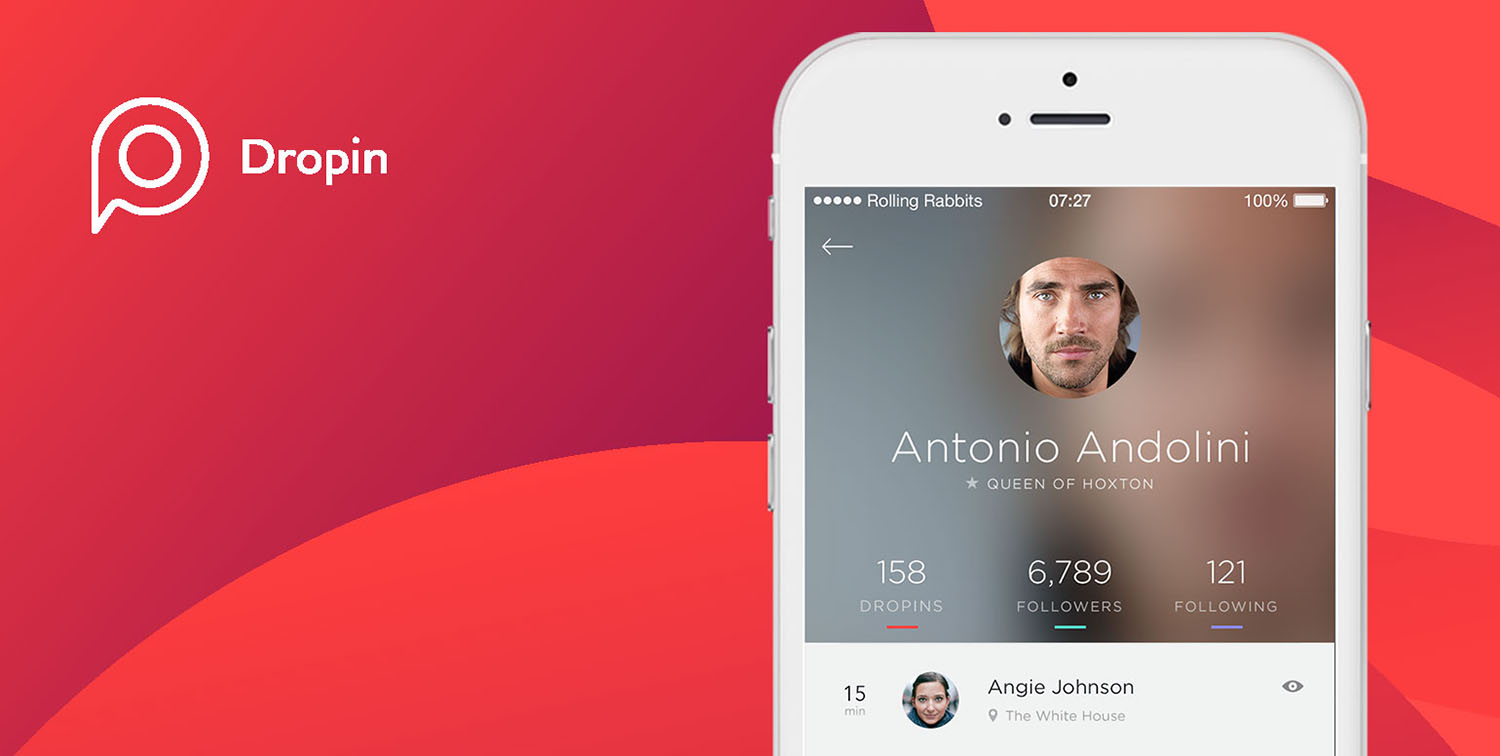 Dropin
Rolling Rabbits 07:27 100%
Antonio Andolini
QUEEN OF HOXTON
158 6,789 121
DROPINS FOLLOWERS FOLLOWING
15 min
Angie Johnson
The White House